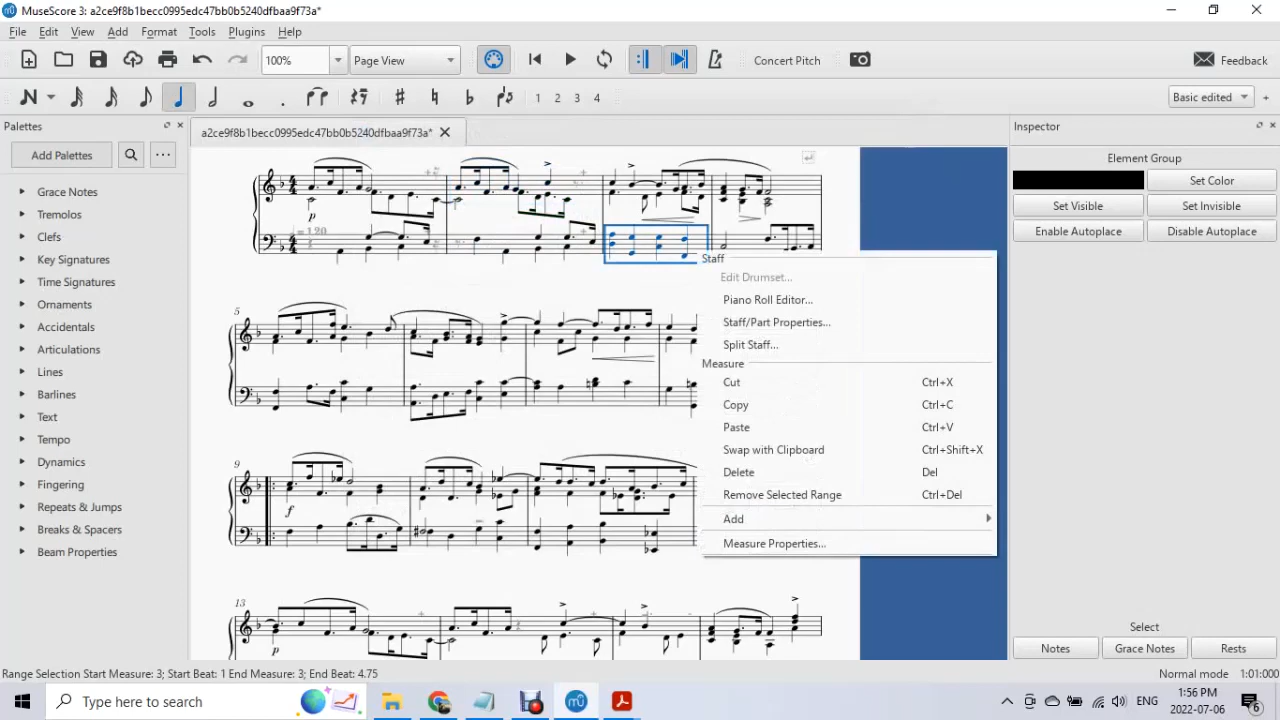 MuseScore 3: a2ce9f8b1becc0995edc47bb0b5240dfbaa9f73a*
File Edit View Add Format Tools Plugins Help
100% Page View Concert Pitch Feedback
1 2 3 4 Basic edited +
Palettes
a2ce9f8b1becc0995edc47bb0b5240dfbaa9f73a*
Inspector
Add Palettes
Element Group
Set Color
Set Visible Set Invisible
Enable Autoplace Disable Autoplace
Grace Notes
Tremolos
Clefs
Key Signatures
Time Signatures
Ornaments
Accidentals
Articulations
Lines
Barlines
Text
Tempo
Dynamics
Fingering
Repeats & Jumps
Breaks & Spacers
Beam Properties
p
= 120
5
9
f
13
p
Staff
Edit Drumset...
Piano Roll Editor...
Staff/Part Properties...
Split Staff...
Measure
Cut Ctrl+X
Copy Ctrl+C
Paste Ctrl+V
Swap with Clipboard Ctrl+Shift+X
Delete Del
Remove Selected Range Ctrl+Del
Add
Measure Properties...
Select
Notes Grace Notes Rests
Range Selection Start Measure: 3; Start Beat: 1 End Measure: 3; End Beat: 4.75
Normal mode 1:01:000
Type here to search
ENG
1:56 PM
2022-07-06
6